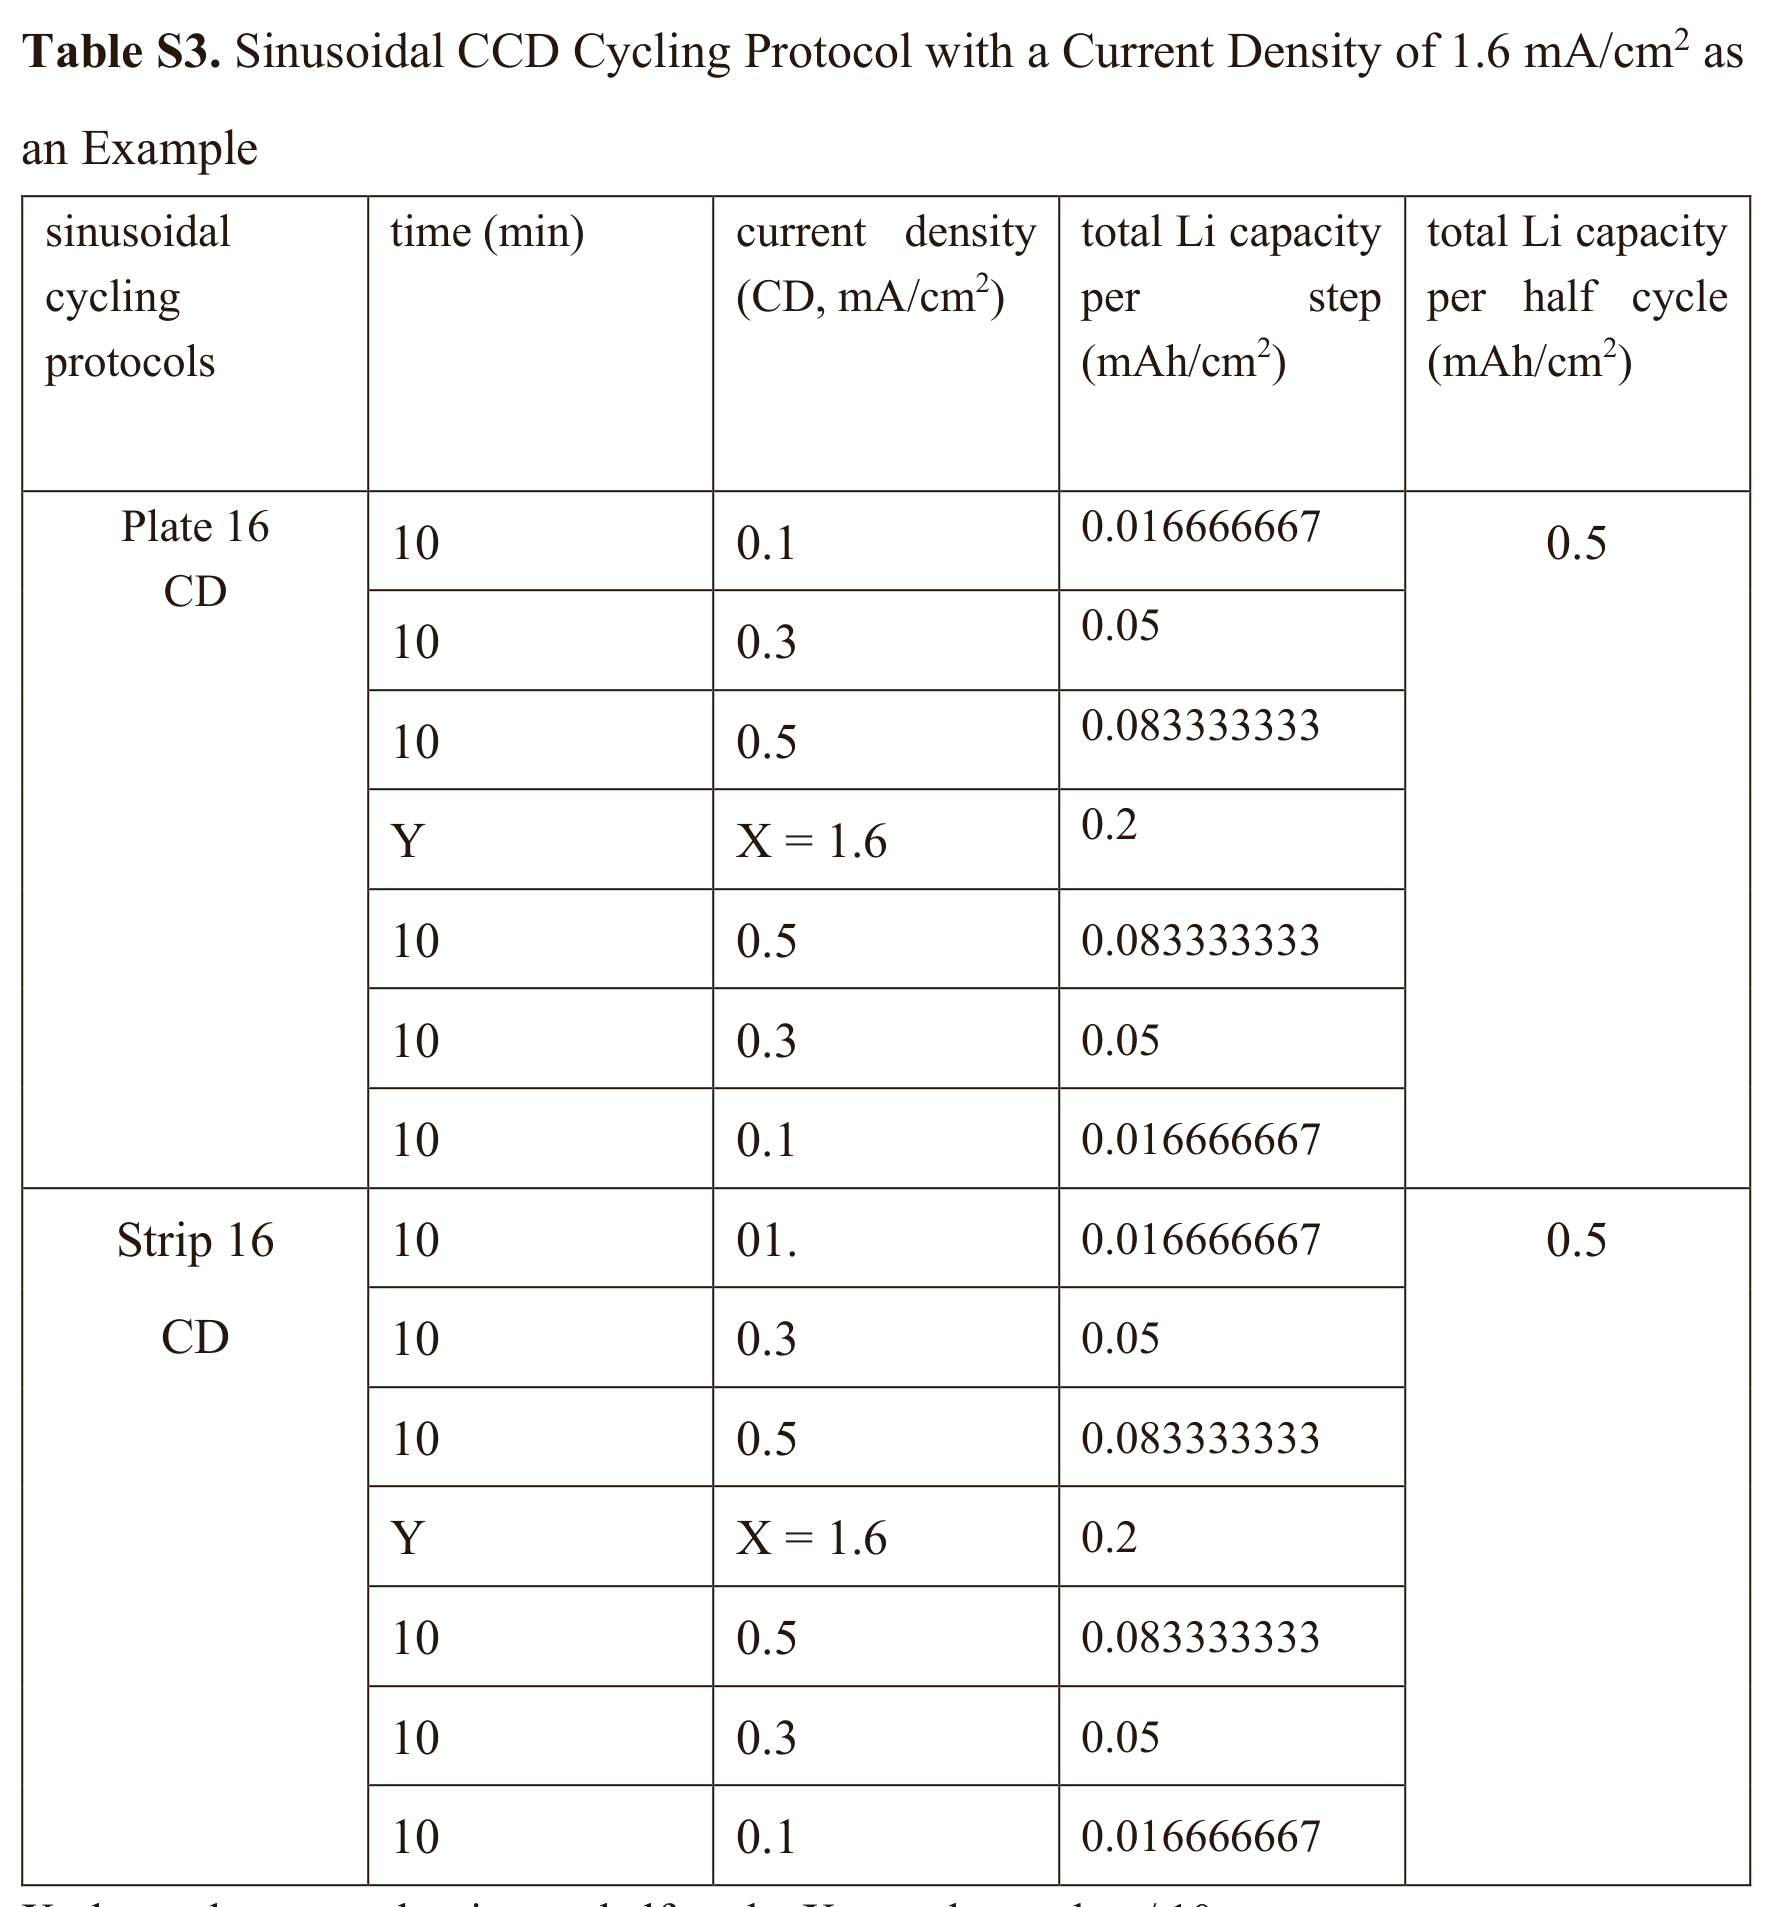 Table S3. Sinusoidal CCD Cycling Protocol with a Current Density of 1.6 mA/cm² as
an Example
sinusoidal cycling protocols | time (min) | current density (CD, mA/cm²) | total Li capacity per step (mAh/cm²) | total Li capacity per half cycle (mAh/cm²)
Plate 16 CD | 10 | 0.1 | 0.016666667 | 0.5
10 | 0.3 | 0.05
10 | 0.5 | 0.083333333
Y | X = 1.6 | 0.2
10 | 0.5 | 0.083333333
10 | 0.3 | 0.05
10 | 0.1 | 0.016666667
Strip 16 CD | 10 | 01. | 0.016666667 | 0.5
10 | 0.3 | 0.05
10 | 0.5 | 0.083333333
Y | X = 1.6 | 0.2
10 | 0.5 | 0.083333333
10 | 0.3 | 0.05
10 | 0.1 | 0.016666667